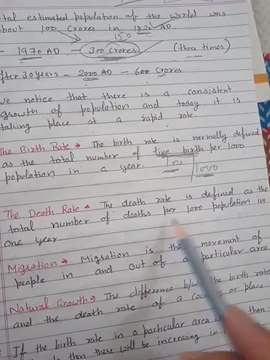 total estimated population of the world was
about 100 crores in 1820 AD
150
- 1970 AD - 300 crores (three times)
After 30 years - 2000 AD - 600 crores
we notice that there is a consistent
growth of population and today it is
taking place at a rapid rate.
The Birth Rate → The birth rate is normally defined
as the total number of live birth per 1000
population in a year.
1000
The Death Rate → The death rate is defined as the
total number of deaths per 1000 population in
one year.
Migration → Migration is the movement of
people in and out of a particular area.
Natural Growth → The difference b/w the birth rate
and the death rate of a country or place
If the birth rate in a particular area
then there will be increasing in